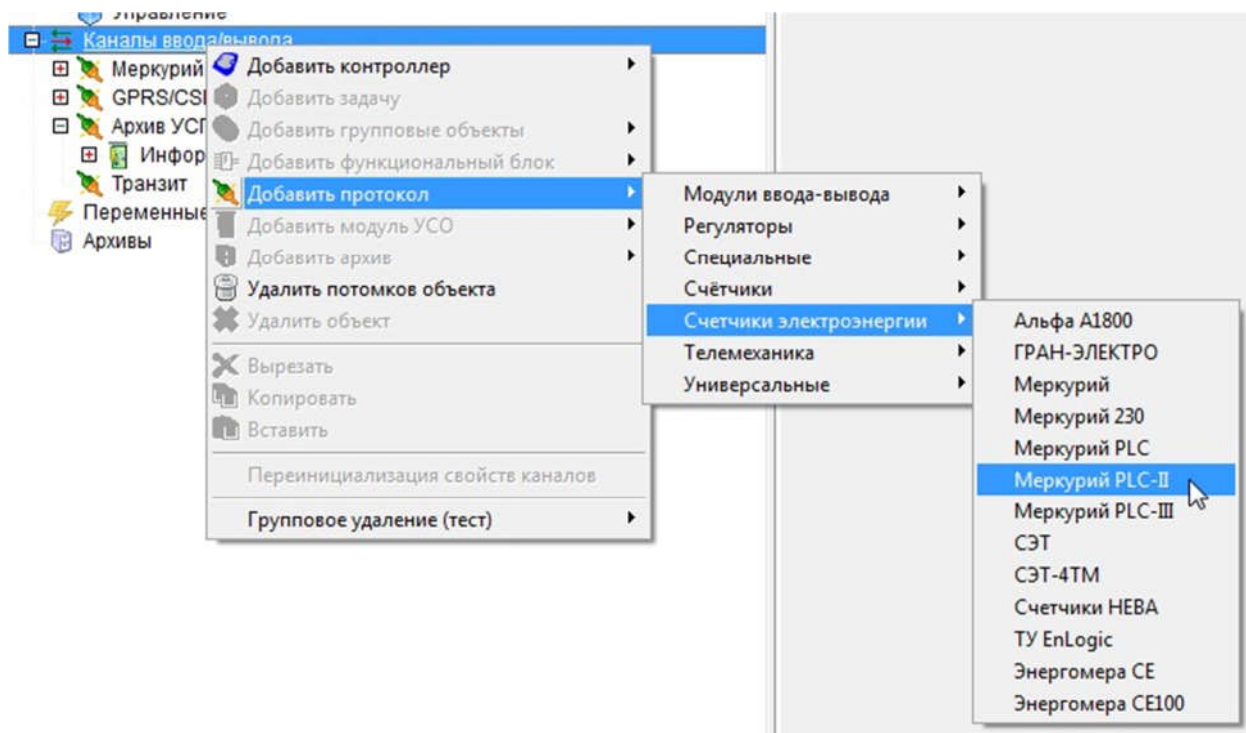 Управление
Каналы ввода/вывода
Меркурий
GPRS/CSI
Архив УСГ
Инфор
Транзит
Переменные
Архивы
Добавить контроллер
Добавить задачу
Добавить групповые объекты
Добавить функциональный блок
Добавить протокол
Добавить модуль УСО
Добавить архив
Удалить потомков объекта
Удалить объект
Вырезать
Копировать
Вставить
Переинициализация свойств каналов
Групповое удаление (тест)
Модули ввода-вывода
Регуляторы
Специальные
Счётчики
Счетчики электроэнергии
Телемеханика
Универсальные
Альфа А1800
ГРАН-ЭЛЕКТРО
Меркурий
Меркурий 230
Меркурий PLC
Меркурий PLC-II
Меркурий PLC-III
СЭТ
СЭТ-4ТМ
Счетчики НЕВА
ТУ EnLogic
Энергомера СЕ
Энергомера СЕ100